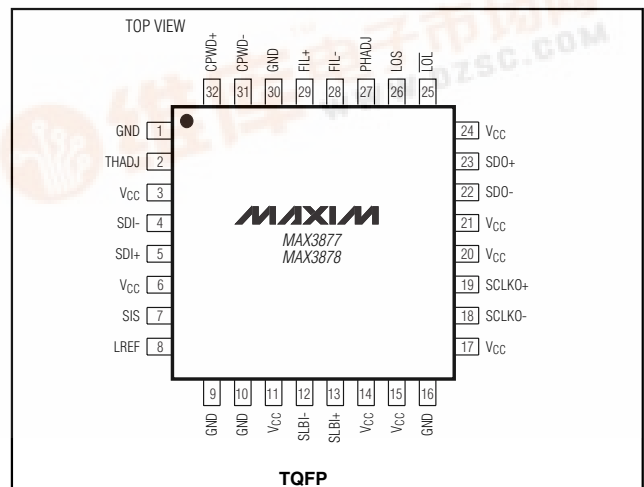 TOP VIEW
CPWD+
CPWD-
GND
FIL+
FIL-
PHADJ
LOS
LOL
32
31
30
29
28
27
26
25
GND 1
THADJ 2
VCC 3
SDI- 4
SDI+ 5
VCC 6
SIS 7
LREF 8
MAXIM
MAX3877
MAX3878
24 VCC
23 SDO+
22 SDO-
21 VCC
20 VCC
19 SCLKO+
18 SCLKO-
17 VCC
9
10
11
12
13
14
15
16
GND
GND
VCC
SLBI-
SLBI+
VCC
VCC
GND
TQFP